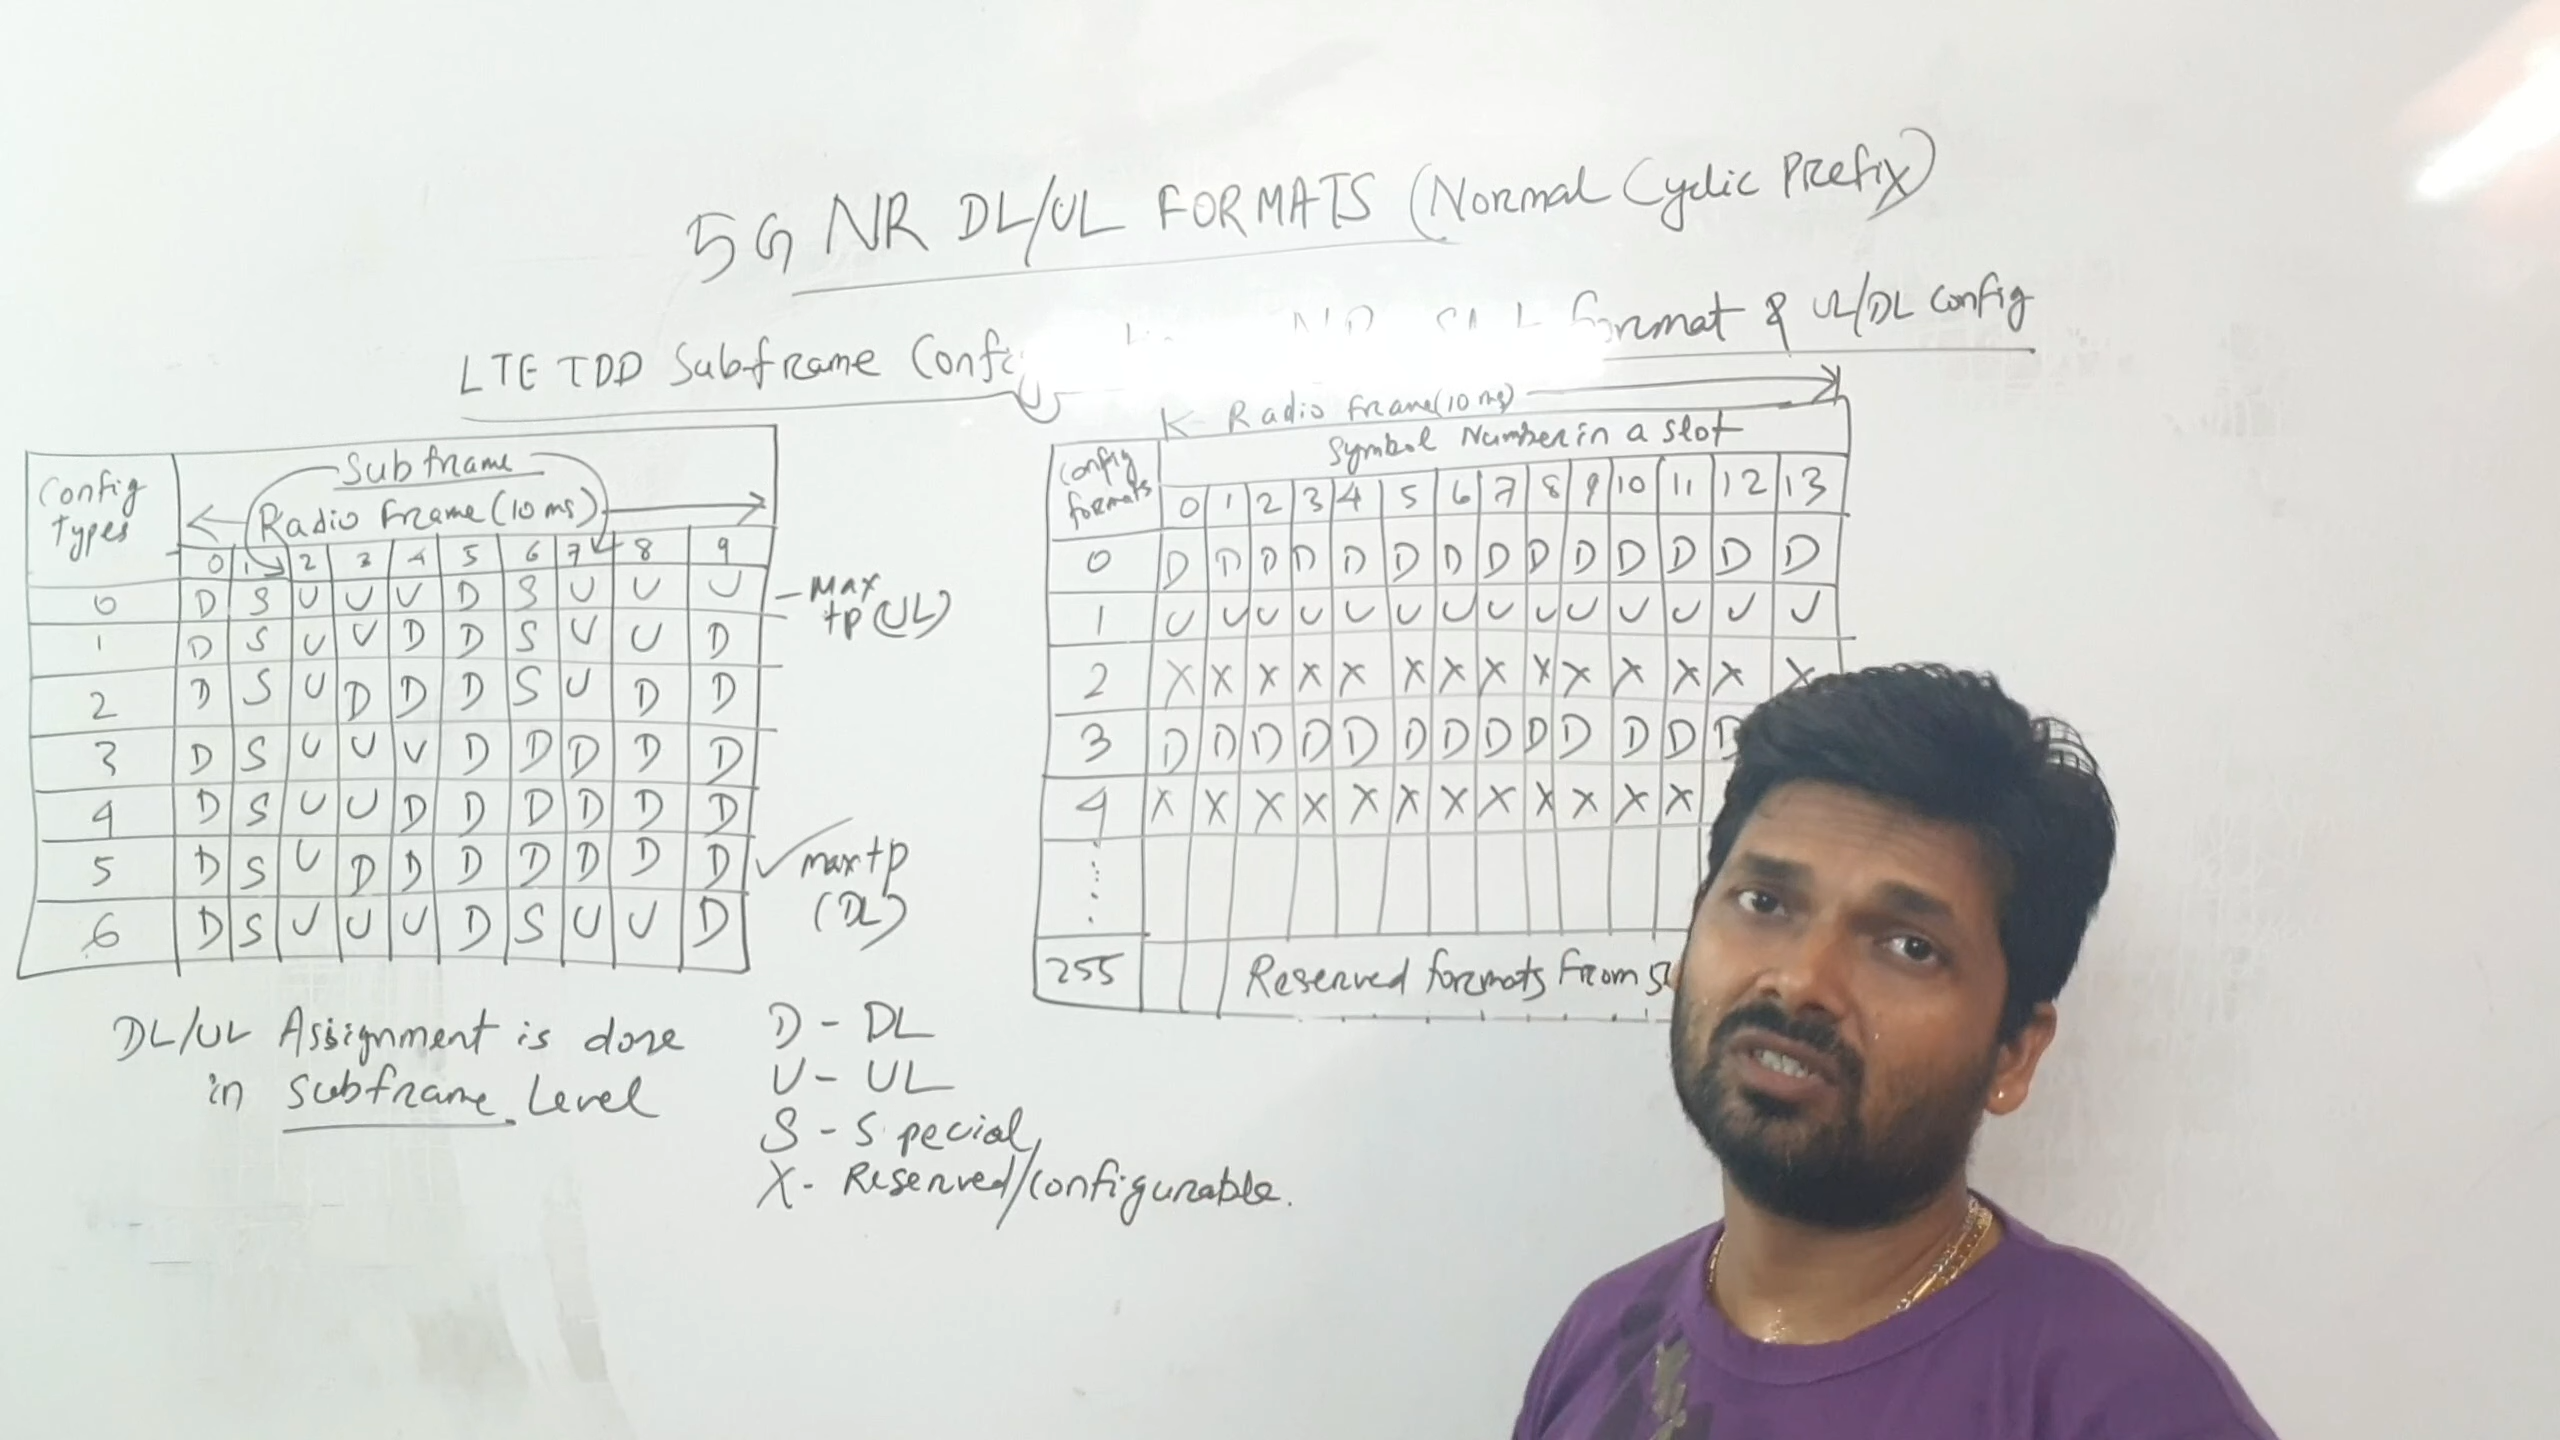 5G NR DL/UL FORMATS (Normal Cyclic Prefix)
LTE TDD Subframe
Format & UL/DL Config
Config Types
Subframe
Radio Frame (10 ms)
0 1 2 3 4 5 6 7 8 9
0 D S U U U D S U U U
1 D S U U D D S U U D
2 D S U D D D S U D D
3 D S U U U D D D D D
4 D S U U D D D D D D
5 D S U D D D D D D D
6 D S U U U D S U U D
- Max
tp (UL)
max tp
(DL)
Radio Frame (10 ms)
Config formats
Symbol Number in a slot
0 1 2 3 4 5 6 7 8 9 10 11 12 13
0 D D D D D D D D D D D D D D
1 U U U U U U U U U U U U U U
2 X X X X X X X X X X X X X X
3 D D D D D D D D D D D D D
4 X X X X X X X X X X X X
255 Reserved formats From
DL/UL Assignment is done
in Subframe Level
D - DL
U - UL
S - Special
X - Reserved/Configurable.